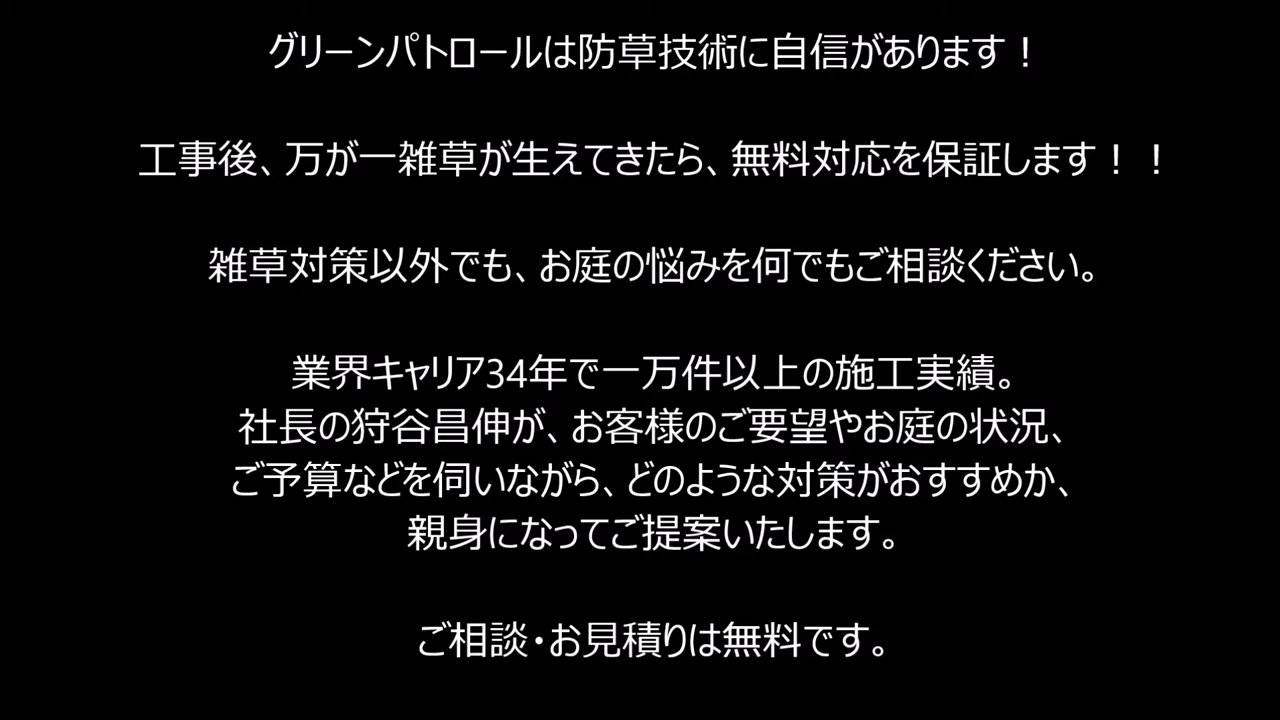 グリーンパトロールは防草技術に自信があります！
工事後、万が一雑草が生えてきたら、無料対応を保証します！！
雑草対策以外でも、お庭の悩みを何でもご相談ください。
業界キャリア34年で一万件以上の施工実績。
社長の狩谷昌伸が、お客様のご要望やお庭の状況、
ご予算などを伺いながら、どのような対策がおすすめか、
親身になってご提案いたします。
ご相談・お見積りは無料です。